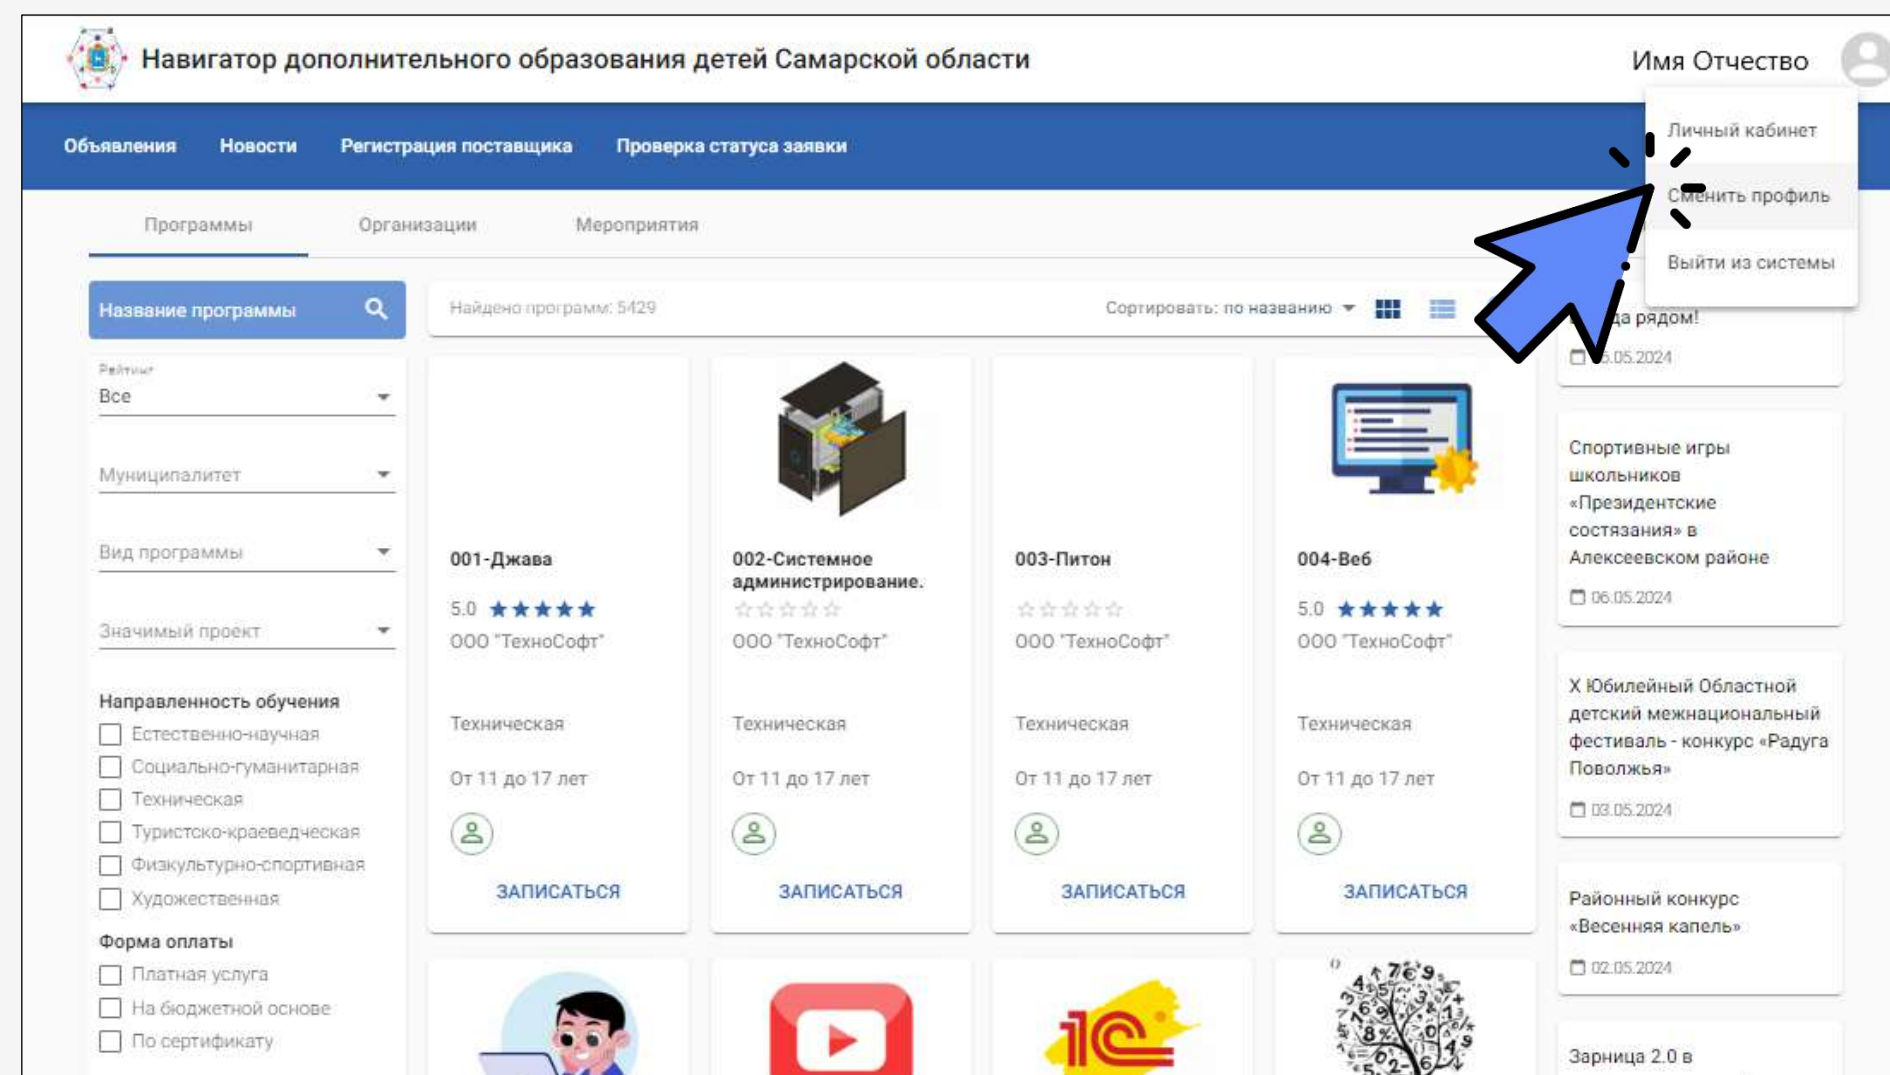 Навигатор дополнительного образования детей Самарской области
Имя Отчество
Личный кабинет
Сменить профиль
Выйти из системы
Объявления
Новости
Регистрация поставщика
Проверка статуса заявки
Программы
Организации
Мероприятия
Название программы
Найдено программ: 5429
Сортировать: по названию
Рейтинг
Все
Муниципалитет
Вид программы
Значимый проект
Направленность обучения
Естественно-научная
Социально-гуманитарная
Техническая
Туристско-краеведческая
Физкультурно-спортивная
Художественная
Форма оплаты
Платная услуга
На бюджетной основе
По сертификату
001-Джава
5.0
ООО "ТехноСофт"
Техническая
От 11 до 17 лет
ЗАПИСАТЬСЯ
002-Системное
администрирование.
ООО "ТехноСофт"
Техническая
От 11 до 17 лет
ЗАПИСАТЬСЯ
003-Питон
ООО "ТехноСофт"
Техническая
От 11 до 17 лет
ЗАПИСАТЬСЯ
004-Веб
5.0
ООО "ТехноСофт"
Техническая
От 11 до 17 лет
ЗАПИСАТЬСЯ
1С
рядом!
5.05.2024
Спортивные игры
школьников
«Президентские
состязания» в
Алексеевском районе
06.05.2024
X Юбилейный Областной
детский межнациональный
фестиваль - конкурс «Радуга
Поволжья»
03.05.2024
Районный конкурс
«Весенняя капель»
02.05.2024
Зарница 2.0 в